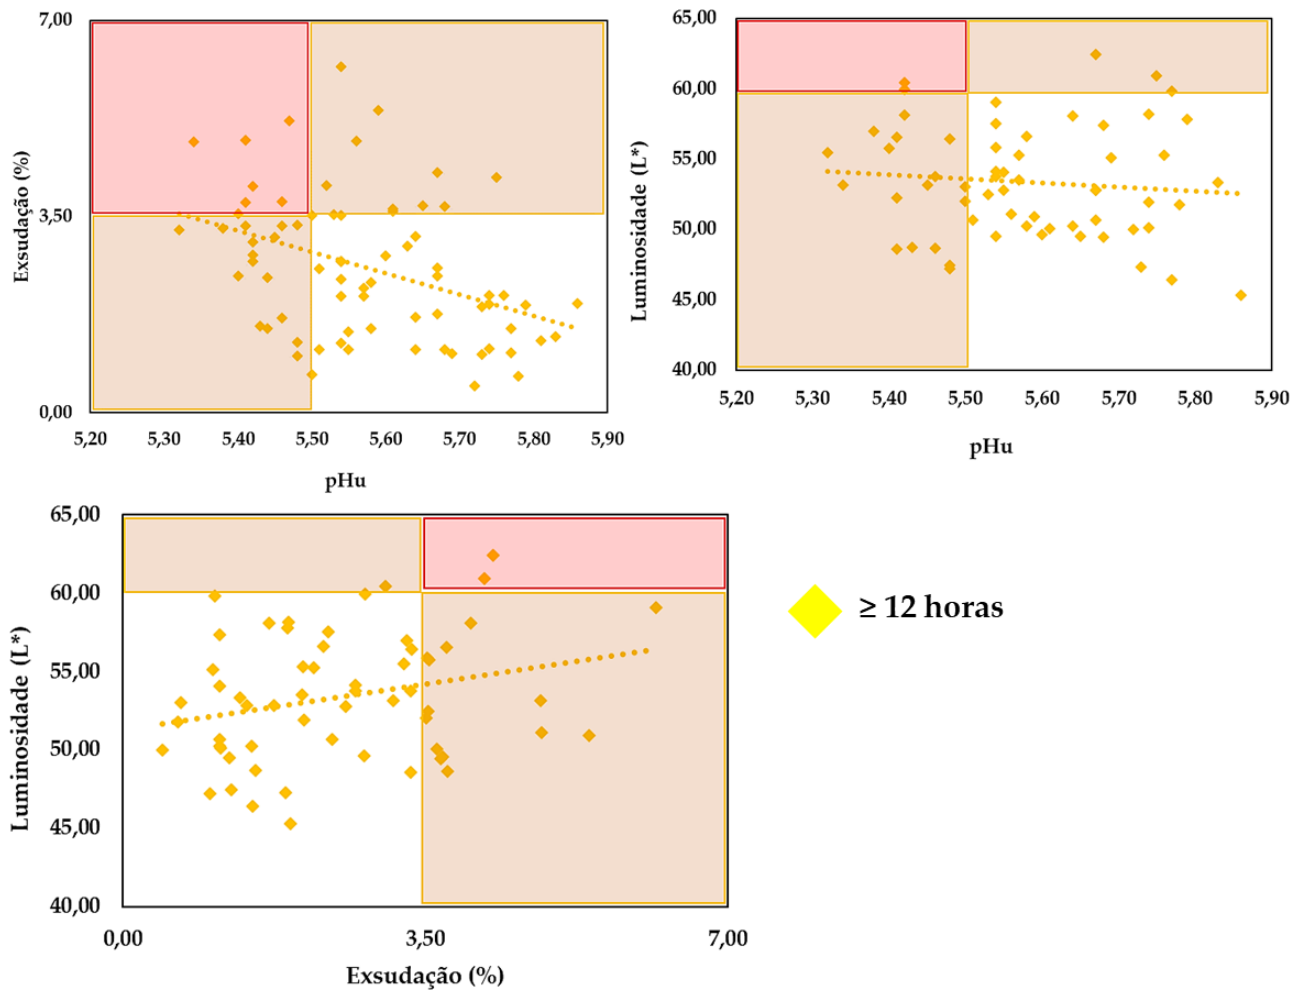 7,00
3,50
0,00
Exsudação (%)
5,20 5,30 5,40 5,50 5,60 5,70 5,80 5,90
pHu
65,00
60,00
55,00
50,00
45,00
40,00
Luminosidade (L*)
5,20 5,30 5,40 5,50 5,60 5,70 5,80 5,90
pHu
65,00
60,00
55,00
50,00
45,00
40,00
Luminosidade (L*)
0,00 3,50 7,00
Exsudação (%)
≥ 12 horas